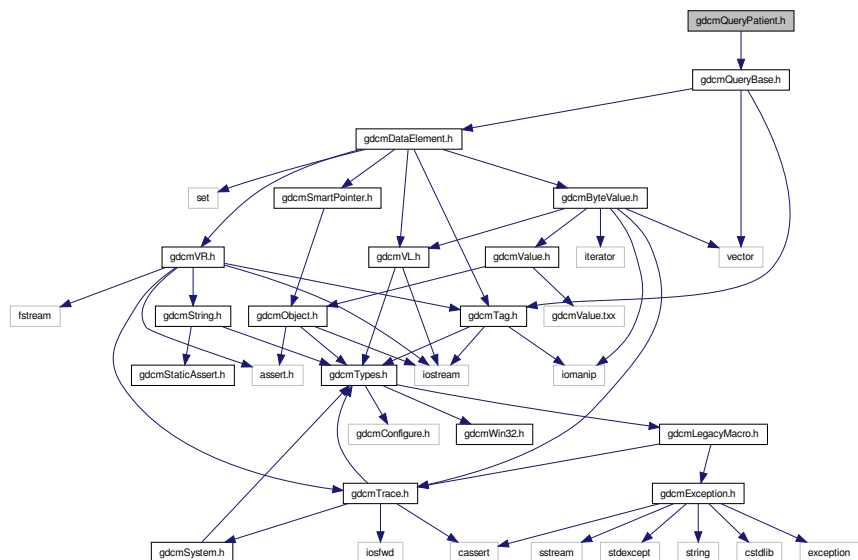 gdcmQueryPatient.h
gdcmQueryBase.h
gdcmDataElement.h
set
gdcmSmartPointer.h
gdcmByteValue.h
gdcmVR.h
gdcmVL.h
gdcmValue.h
iterator
vector
fstream
gdcmString.h
gdcmObject.h
gdcmTag.h
gdcmValue.txx
gdcmStaticAssert.h
assert.h
gdcmTypes.h
iostream
iomanip
gdcmConfigure.h
gdcmWin32.h
gdcmLegacyMacro.h
gdcmTrace.h
gdcmException.h
gdcmSystem.h
iosfwd
cassert
sstream
stdexcept
string
cstdlib
exception